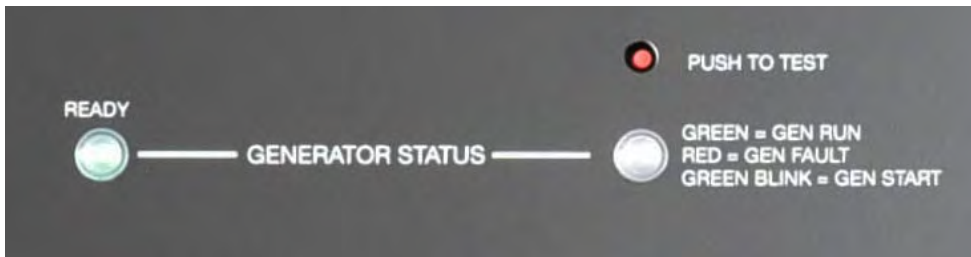 PUSH TO TEST
READY
GENERATOR STATUS
GREEN = GEN RUN
RED = GEN FAULT
GREEN BLINK = GEN START